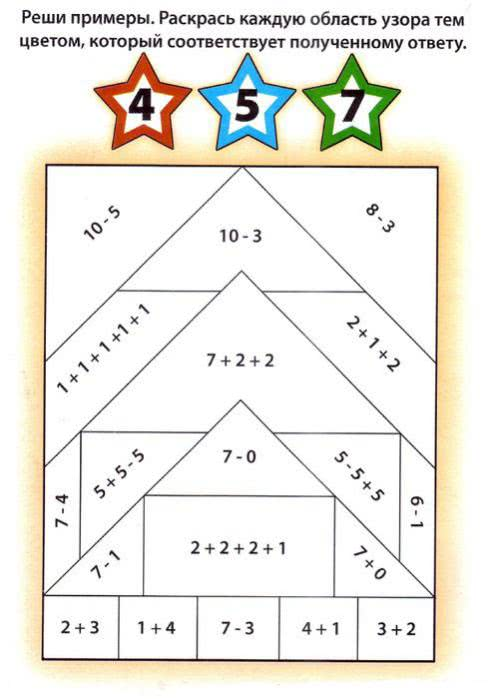 Реши примеры. Раскрась каждую область узора тем
цветом, который соответствует полученному ответу.
4 5 7
10 - 5
10 - 3
8 - 3
1 + 1 + 1 + 1 + 1
7 + 2 + 2
2 + 1 + 2
7 - 4
5 + 5 - 5
7 - 0
5 - 5 + 5
6 - 1
7 - 1
2 + 2 + 2 + 1
7 + 0
2 + 3 1 + 4 7 - 3 4 + 1 3 + 2